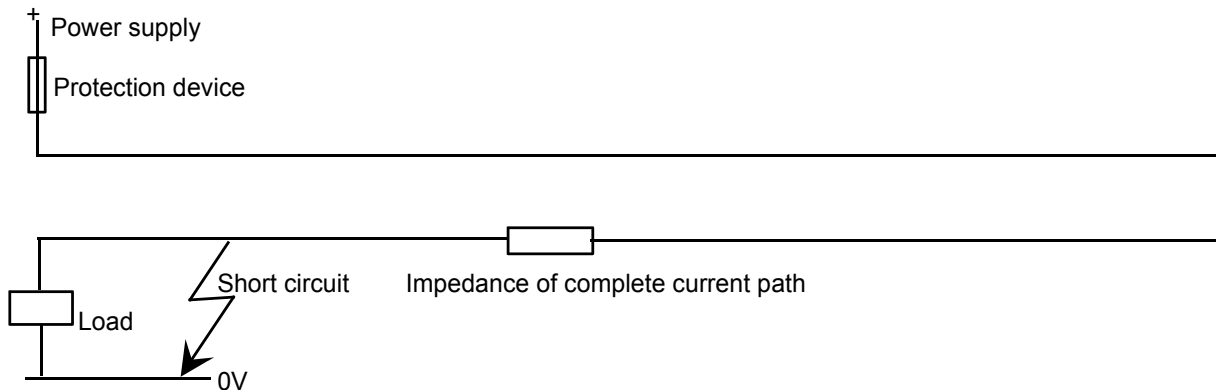 +
Power supply
Protection device
Short circuit
Impedance of complete current path
Load
0V